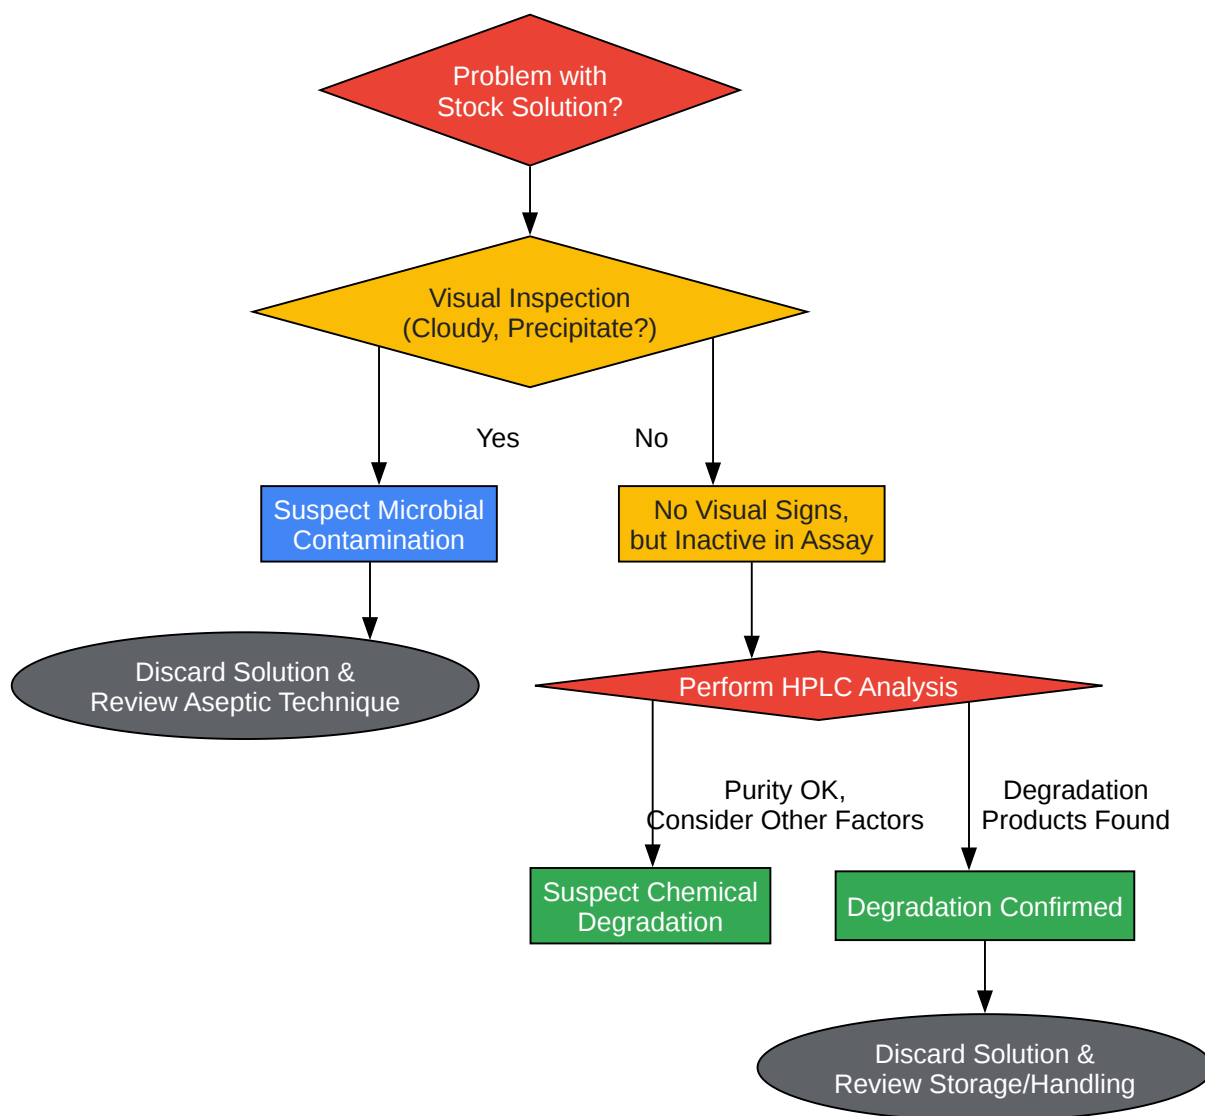 Problem with
Stock Solution?
Visual Inspection
(Cloudy, Precipitate?)
Yes
No
Suspect Microbial
Contamination
No Visual Signs,
but Inactive in Assay
Discard Solution &
Review Aseptic Technique
Perform HPLC Analysis
Purity OK,
Consider Other Factors
Degradation
Products Found
Suspect Chemical
Degradation
Degradation Confirmed
Discard Solution &
Review Storage/Handling